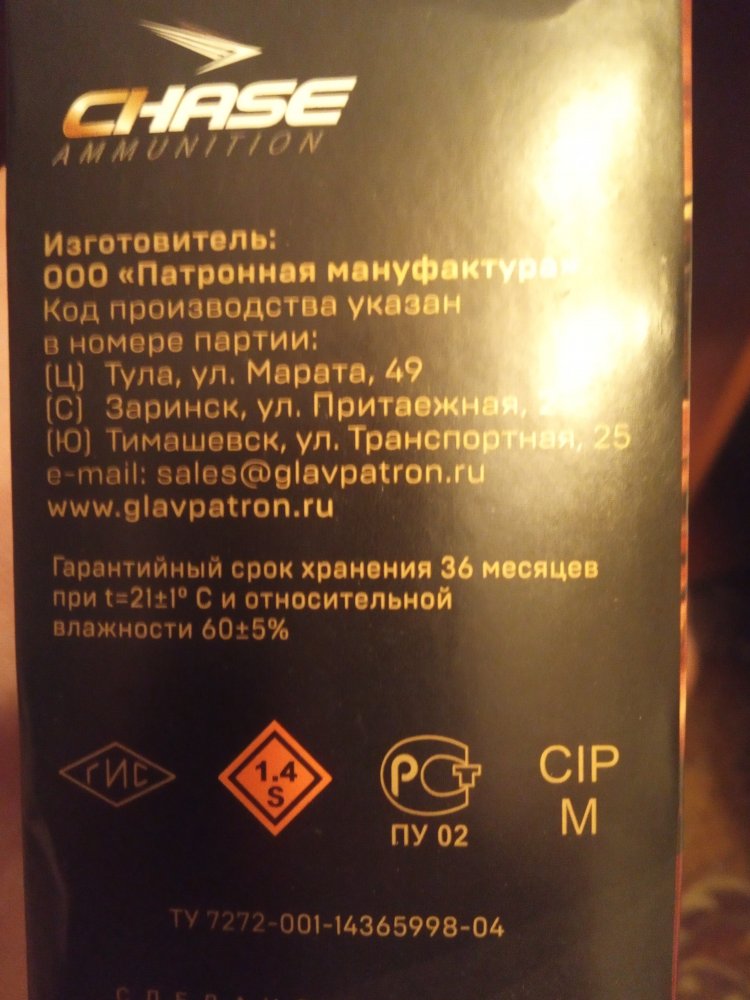 CHASE
AMMUNITION
Изготовитель:
ООО «Патронная мануфактура»
Код производства указан
в номере партии:
(Ц) Тула, ул. Марата, 49
(С) Заринск, ул. Притаежная,
(Ю) Тимашевск, ул. Транспортная, 25
e-mail: sales@glavpatron.ru
www.glavpatron.ru
Гарантийный срок хранения 36 месяцев
при t=21±1° С и относительной
влажности 60±5%
ГИС
1.4
S
РСТ
ПУ 02
CIP
M
ТУ 7272-001-14365998-04